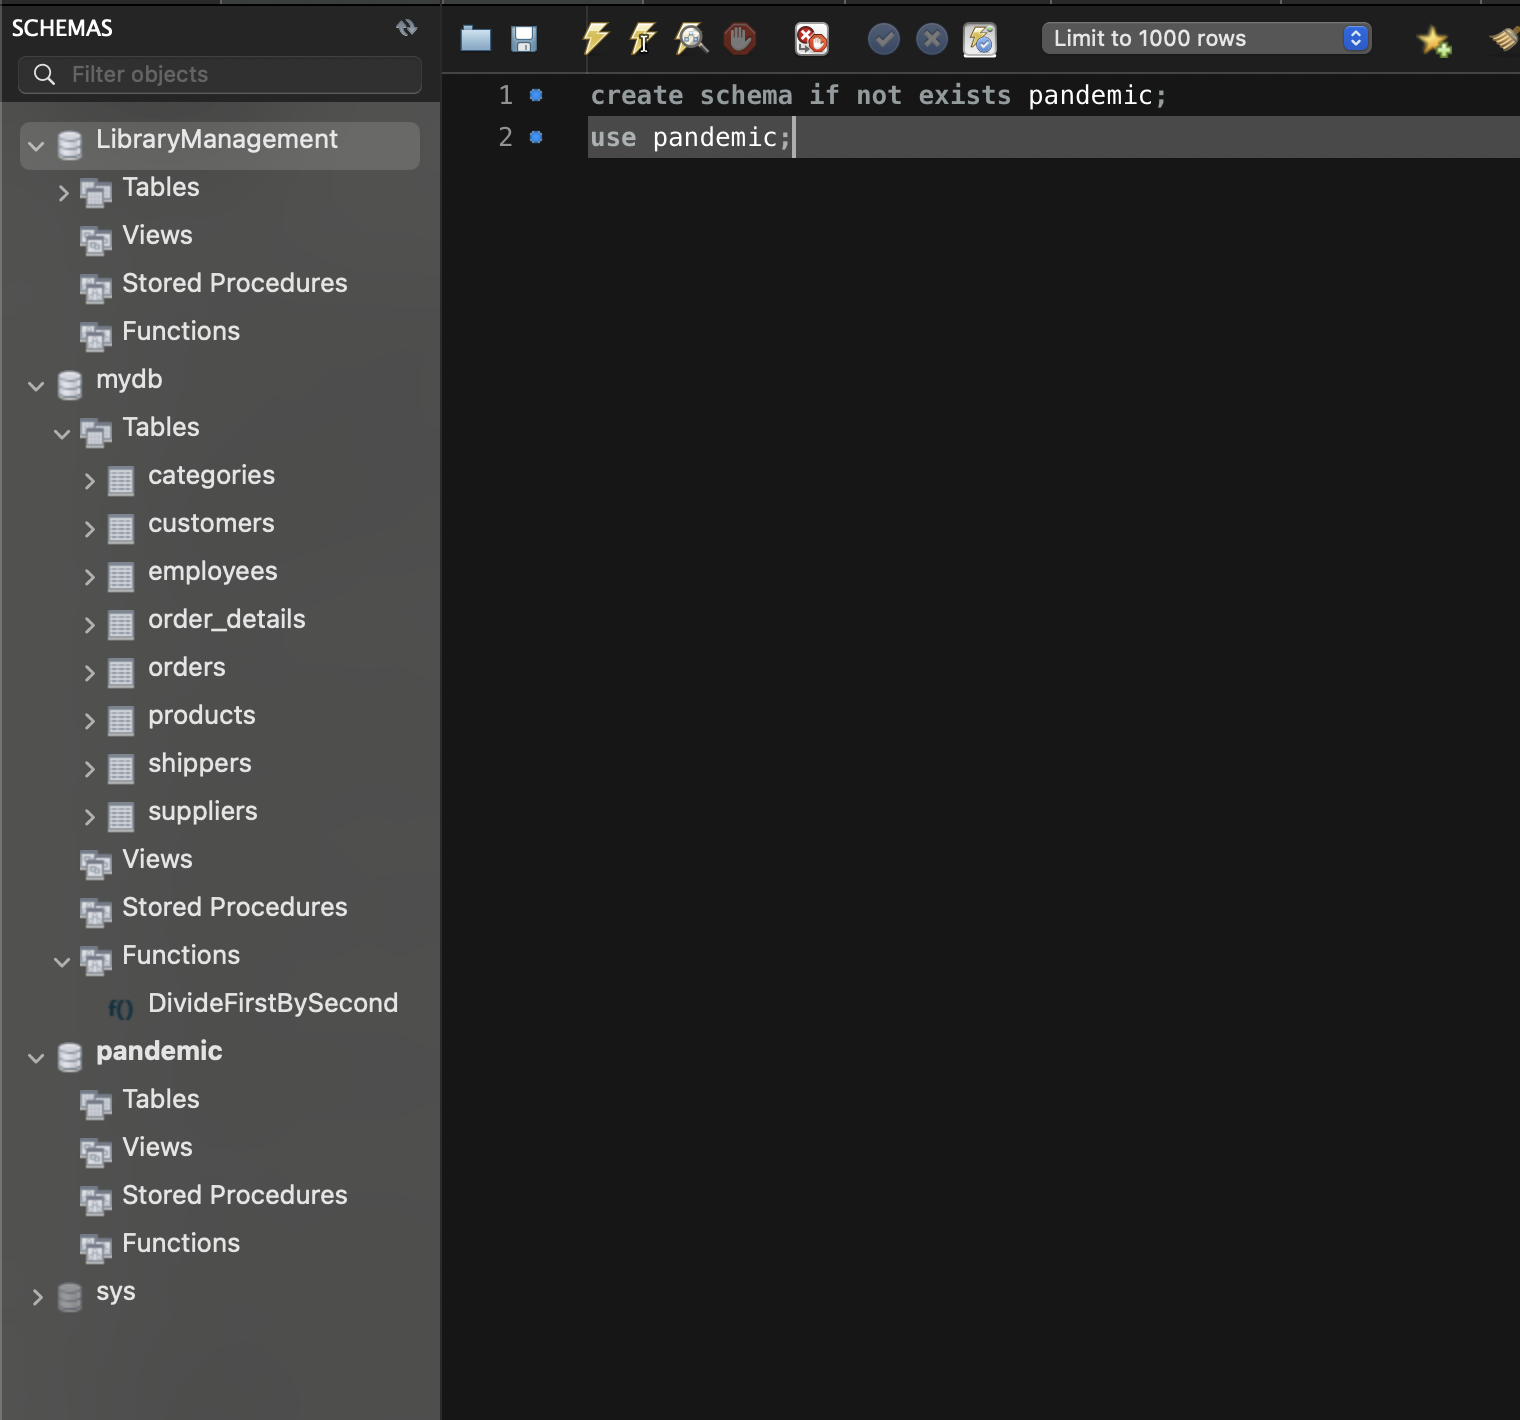 SCHEMAS
Filter objects
LibraryManagement
Tables
Views
Stored Procedures
Functions
mydb
Tables
categories
customers
employees
order_details
orders
products
shippers
suppliers
Views
Stored Procedures
Functions
f() DivideFirstBySecond
pandemic
Tables
Views
Stored Procedures
Functions
sys
Limit to 1000 rows
1 create schema if not exists pandemic;
2 use pandemic;